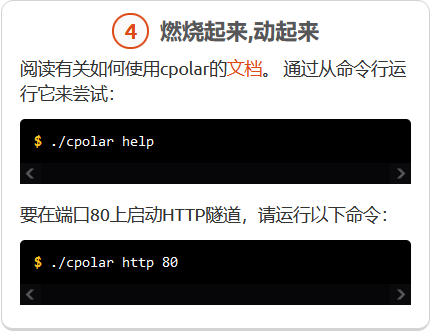 4 燃烧起来,动起来
阅读有关如何使用cpolar的文档。 通过从命令行运
行它来尝试：
$ ./cpolar help
要在端口80上启动HTTP隧道，请运行以下命令：
$ ./cpolar http 80